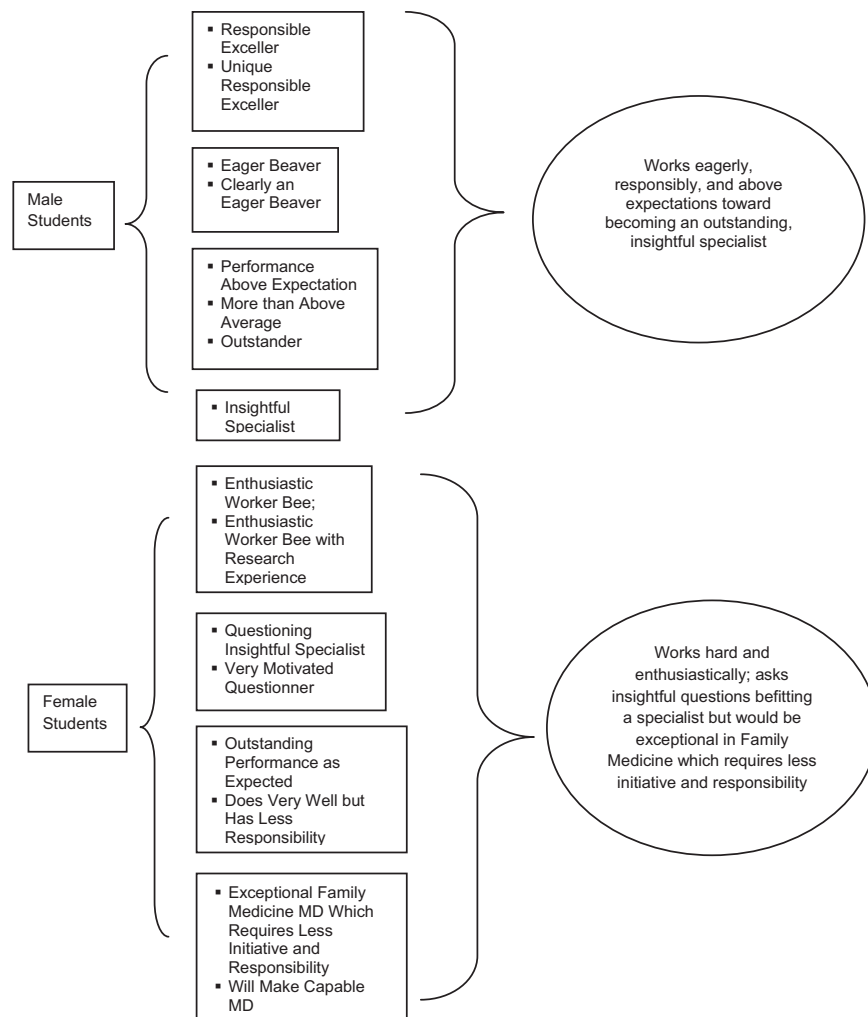 ▪ Responsible
Exceller
▪ Unique
Responsible
Exceller
▪ Eager Beaver
▪ Clearly an
Eager Beaver
Male
Students
▪ Performance
Above Expectation
▪ More than Above
Average
▪ Outstander
▪ Insightful
Specialist
Works eagerly,
responsibly, and above
expectations toward
becoming an outstanding,
insightful specialist
▪ Enthusiastic
Worker Bee;
▪ Enthusiastic
Worker Bee with
Research
Experience
▪ Questioning
Insightful Specialist
▪ Very Motivated
Questionner
Female
Students
▪ Outstanding
Performance as
Expected
▪ Does Very Well but
Has Less
Responsibility
▪ Exceptional Family
Medicine MD Which
Requires Less
Initiative and
Responsibility
▪ Will Make Capable
MD
Works hard and
enthusiastically; asks
insightful questions befitting
a specialist but would be
exceptional in Family
Medicine which requires less
initiative and responsibility